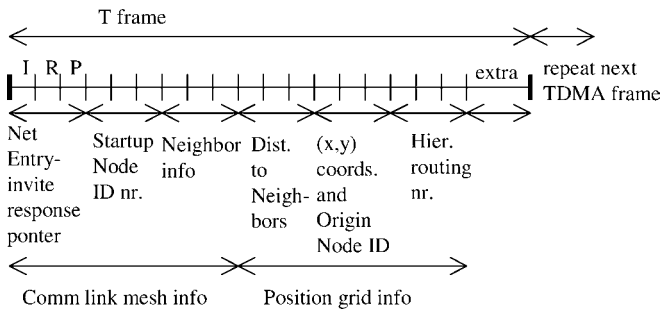 T frame
I R P
extra
repeat next
TDMA frame
Net
Entry-
invite
response
ponter
Startup
Node
ID nr.
Neighbor
info
Dist.
to
Neigh-
bors
(x,y)
coords.
and
Origin
Node ID
Hier.
routing
nr.
Comm link mesh info
Position grid info